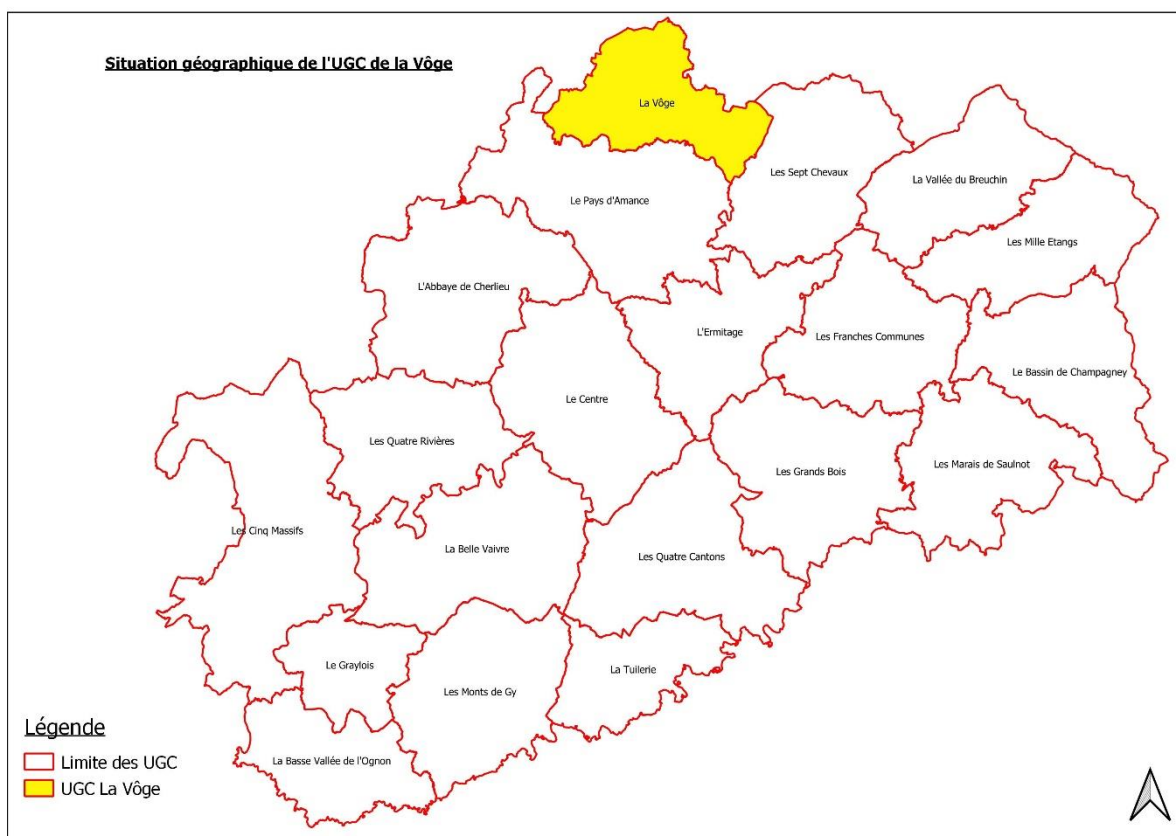 Situation géographique de l'UGC de la Vôge
La Vôge
Les Sept Chevaux
La Vallée du Breuchin
Le Pays d'Amance
Les Mille Etangs
L'Abbaye de Cherlieu
L'Ermitage
Les Franches Communes
Le Bassin de Champagney
Le Centre
Les Quatre Rivières
Les Grands Bois
Les Marais de Saulnot
Les Cinq Massifs
La Belle Vaivre
Les Quatre Cantons
Le Graylois
La Tuilerie
Les Monts de Gy
La Basse Vallée de l'Ognon
Légende
Limite des UGC
UGC La Vôge